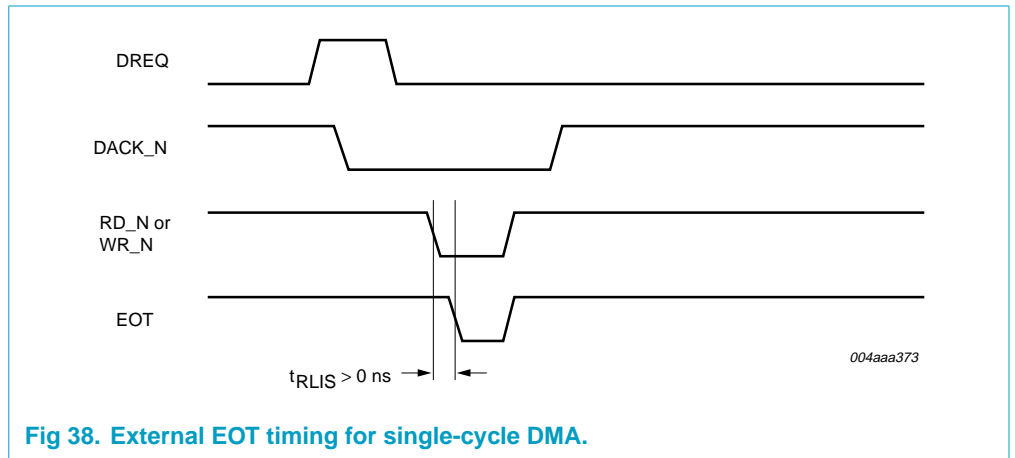 DREQ
DACK_N
RD_N or
WR_N
EOT
tRLIS > 0 ns
004aaa373
Fig 38. External EOT timing for single-cycle DMA.